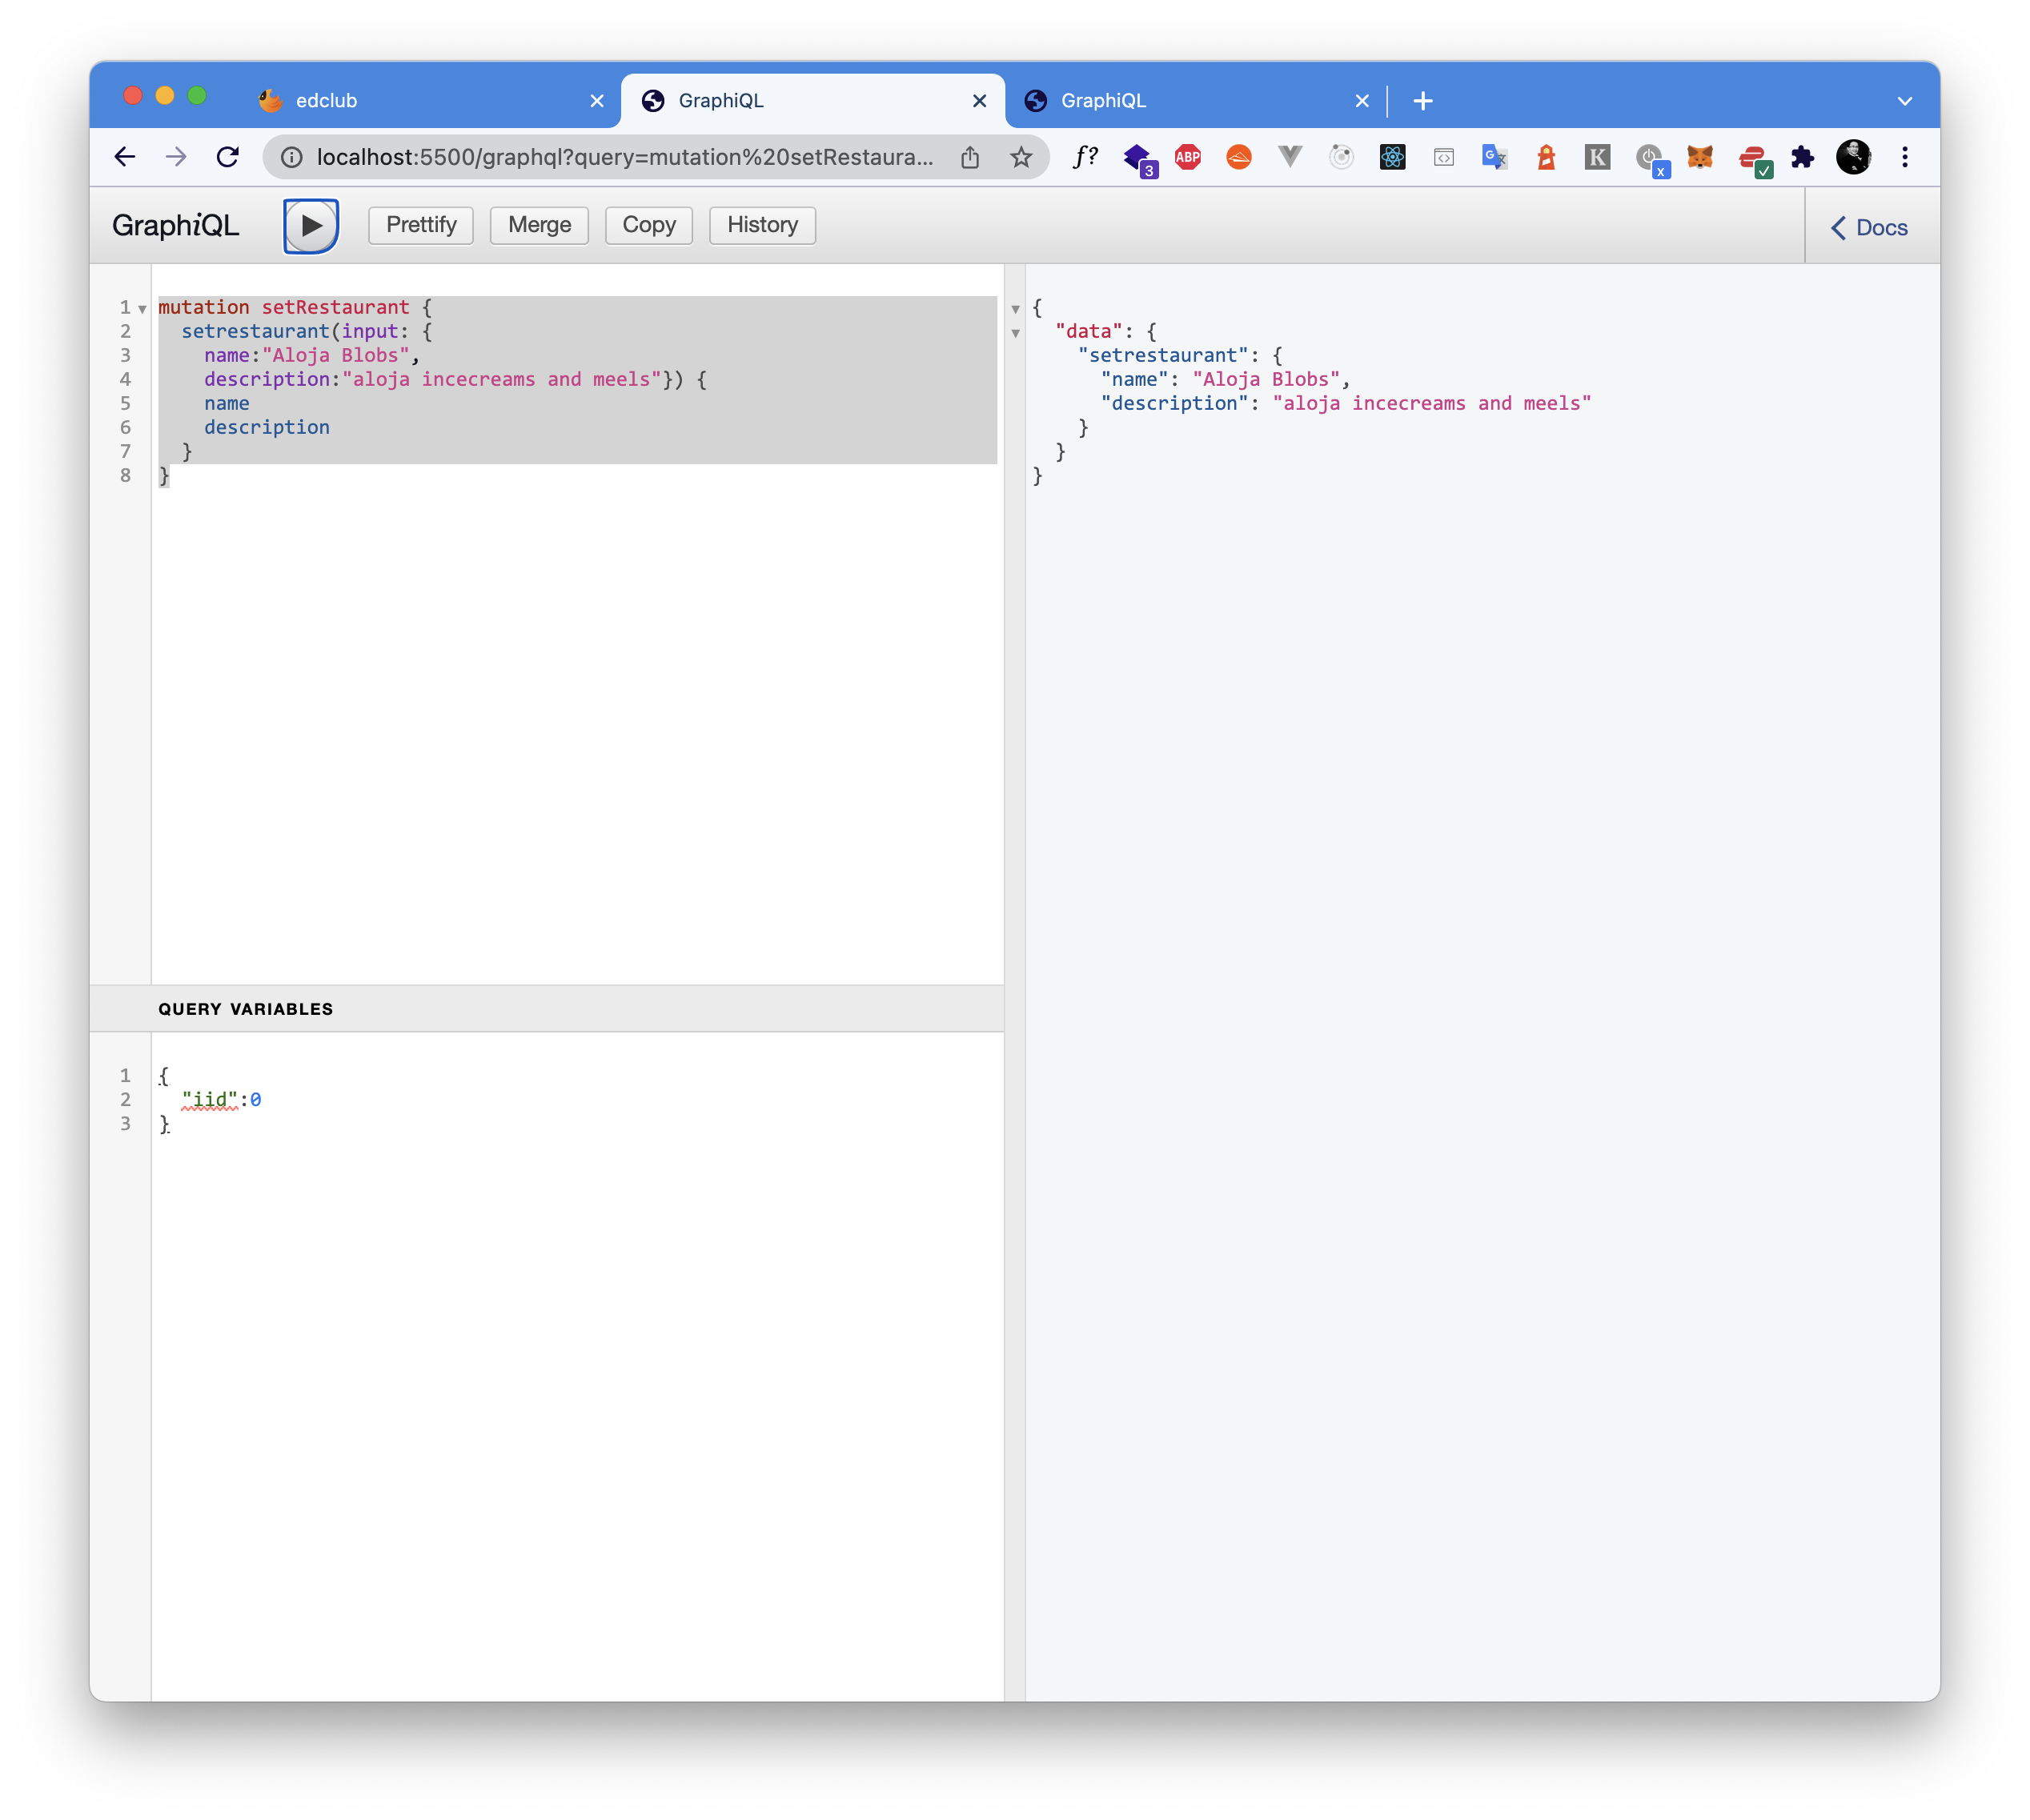 edclub
GraphiQL
GraphiQL
localhost:5500/graphql?query=mutation%20setRestaura...
f?
3
ABP
G
K
x
GraphiQL
Prettify
Merge
Copy
History
Docs
1 mutation setRestaurant {
2 setrestaurant(input: {
3 name:"Aloja Blobs",
4 description:"aloja incecreams and meels"}) {
5 name
6 description
7 }
8 }
QUERY VARIABLES
1 {
2 "iid":0
3 }
{
"data": {
"setrestaurant": {
"name": "Aloja Blobs",
"description": "aloja incecreams and meels"
}
}
}